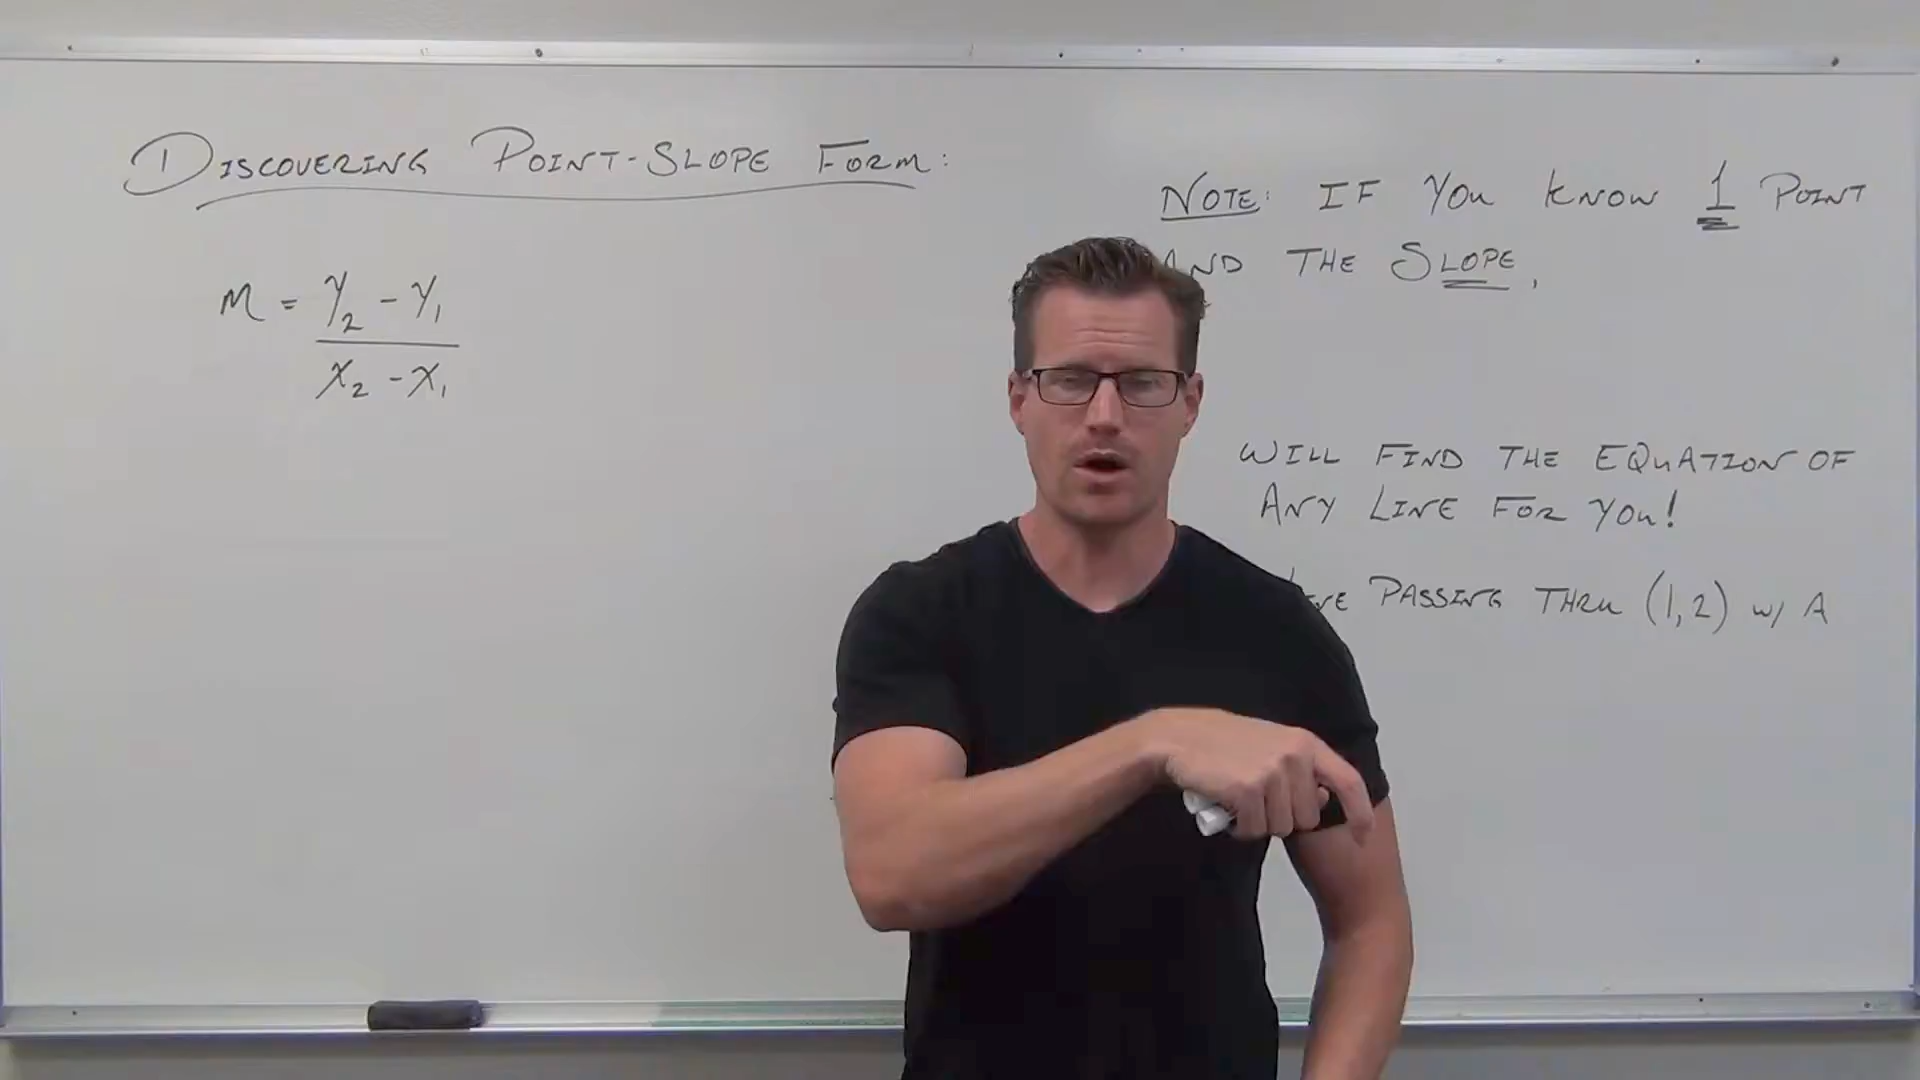 DISCOVERING POINT-SLOPE FORM:
M = y₂ - y₁
x₂ - x₁
NOTE: IF YOU KNOW 1 POINT
AND THE SLOPE,
WILL FIND THE EQUATION OF
ANY LINE FOR YOU!
PASSING THRU (1,2) w/ A